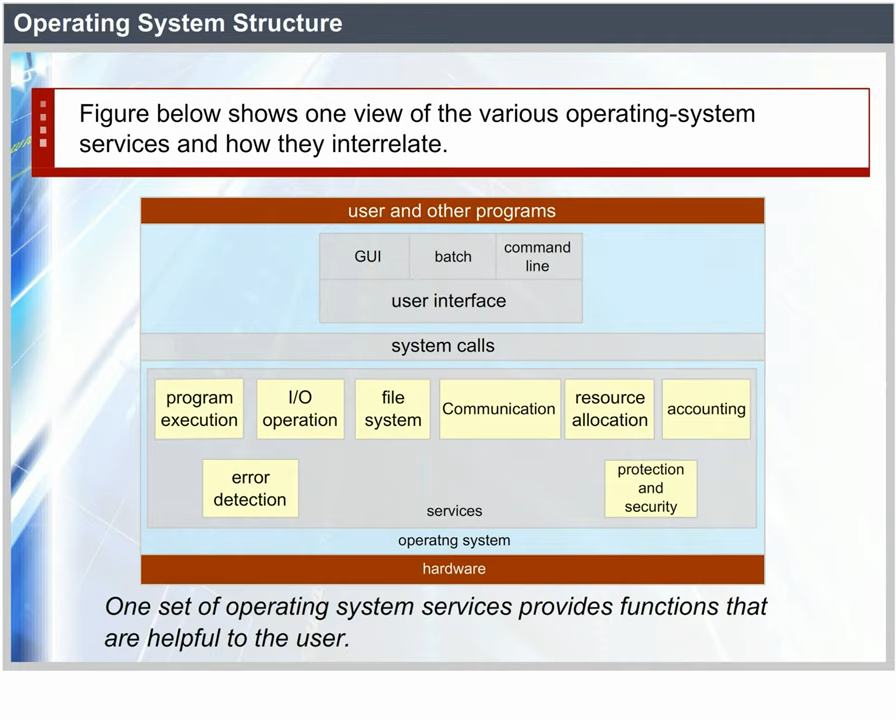 Operating System Structure
Figure below shows one view of the various operating-system
services and how they interrelate.
user and other programs
GUI
batch
command
line
user interface
system calls
program
execution
I/O
operation
file
system
Communication
resource
allocation
accounting
error
detection
protection
and
security
services
operatng system
hardware
One set of operating system services provides functions that
are helpful to the user.